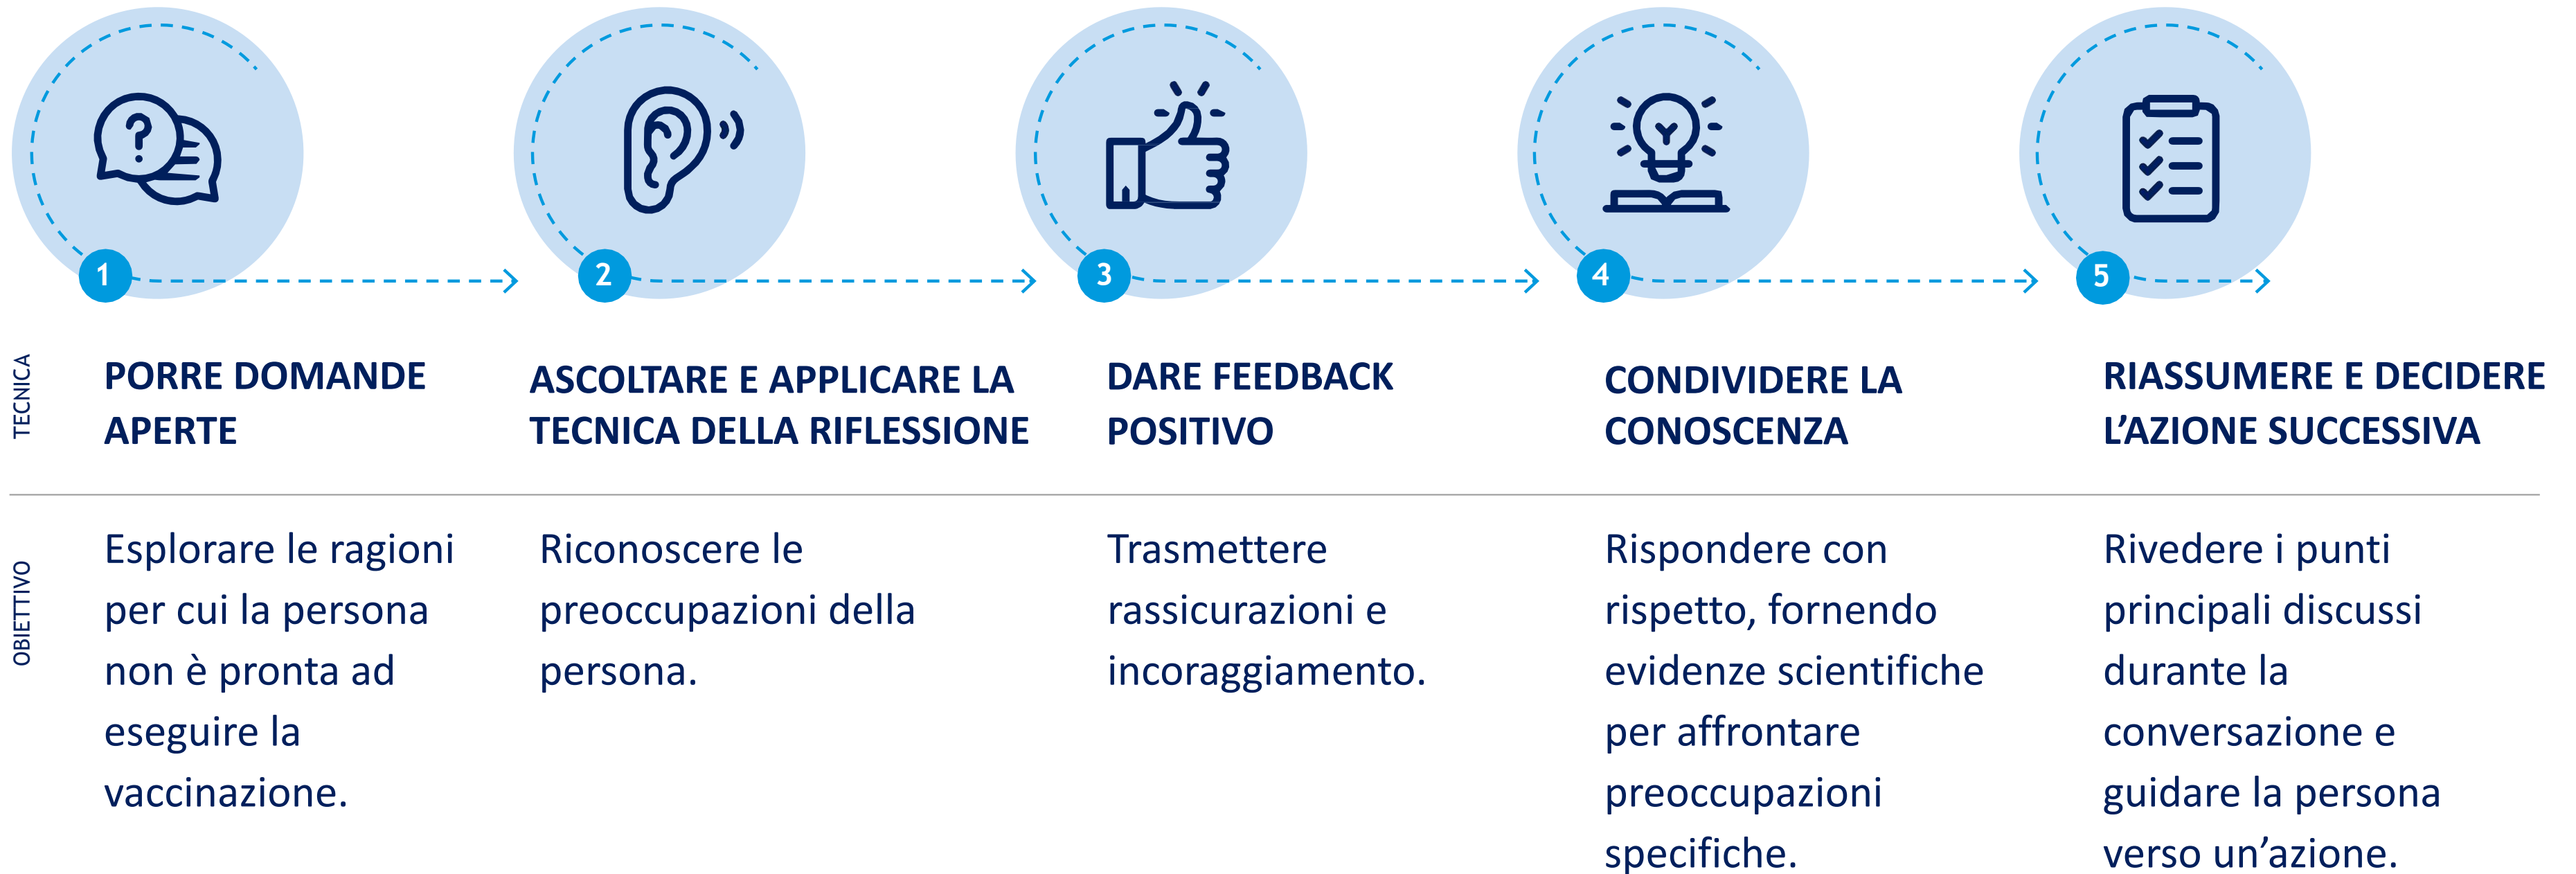 1
2
3
4
5
TECNICA
PORRE DOMANDE
APERTE
ASCOLTARE E APPLICARE LA
TECNICA DELLA RIFLESSIONE
DARE FEEDBACK
POSITIVO
CONDIVIDERE LA
CONOSCENZA
RIASSUMERE E DECIDERE
L’AZIONE SUCCESSIVA
OBIETTIVO
Esplorare le ragioni
per cui la persona
non è pronta ad
eseguire la
vaccinazione.
Riconoscere le
preoccupazioni della
persona.
Trasmettere
rassicurazioni e
incoraggiamento.
Rispondere con
rispetto, fornendo
evidenze scientifiche
per affrontare
preoccupazioni
specifiche.
Rivedere i punti
principali discussi
durante la
conversazione e
guidare la persona
verso un’azione.